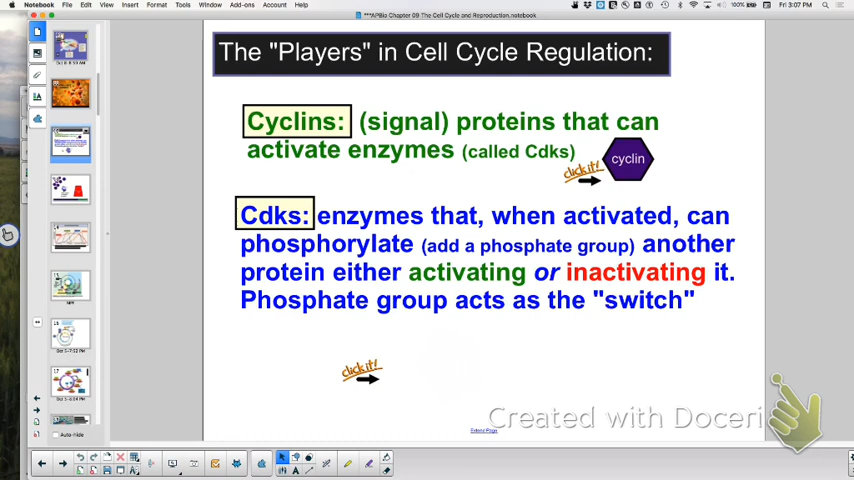 Notebook File Edit View Insert Format Tools Window Add-ons Account Help
100%
Fri 3:07 PM
***APBio Chapter 09 The Cell Cycle and Reproduction.notebook
The "Players" in Cell Cycle Regulation:
Cyclins: (signal) proteins that can
activate enzymes (called Cdks)
click it!
cyclin
Cdks: enzymes that, when activated, can
phosphorylate (add a phosphate group) another
protein either activating or inactivating it.
Phosphate group acts as the "switch"
click it!
Created with Doceri
Extend Page
Auto-hide